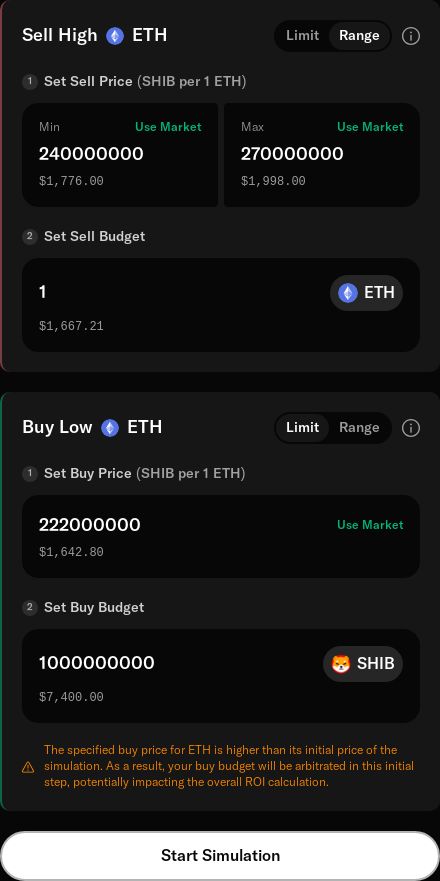 Sell High ETH Limit Range
1 Set Sell Price (SHIB per 1 ETH)
Min Use Market Max Use Market
240000000 270000000
$1,776.00 $1,998.00
2 Set Sell Budget
1 ETH
$1,667.21
Buy Low ETH Limit Range
1 Set Buy Price (SHIB per 1 ETH)
222000000 Use Market
$1,642.80
2 Set Buy Budget
1000000000 SHIB
$7,400.00
The specified buy price for ETH is higher than its initial price of the
simulation. As a result, your buy budget will be arbitrated in this initial
step, potentially impacting the overall ROI calculation.
Start Simulation